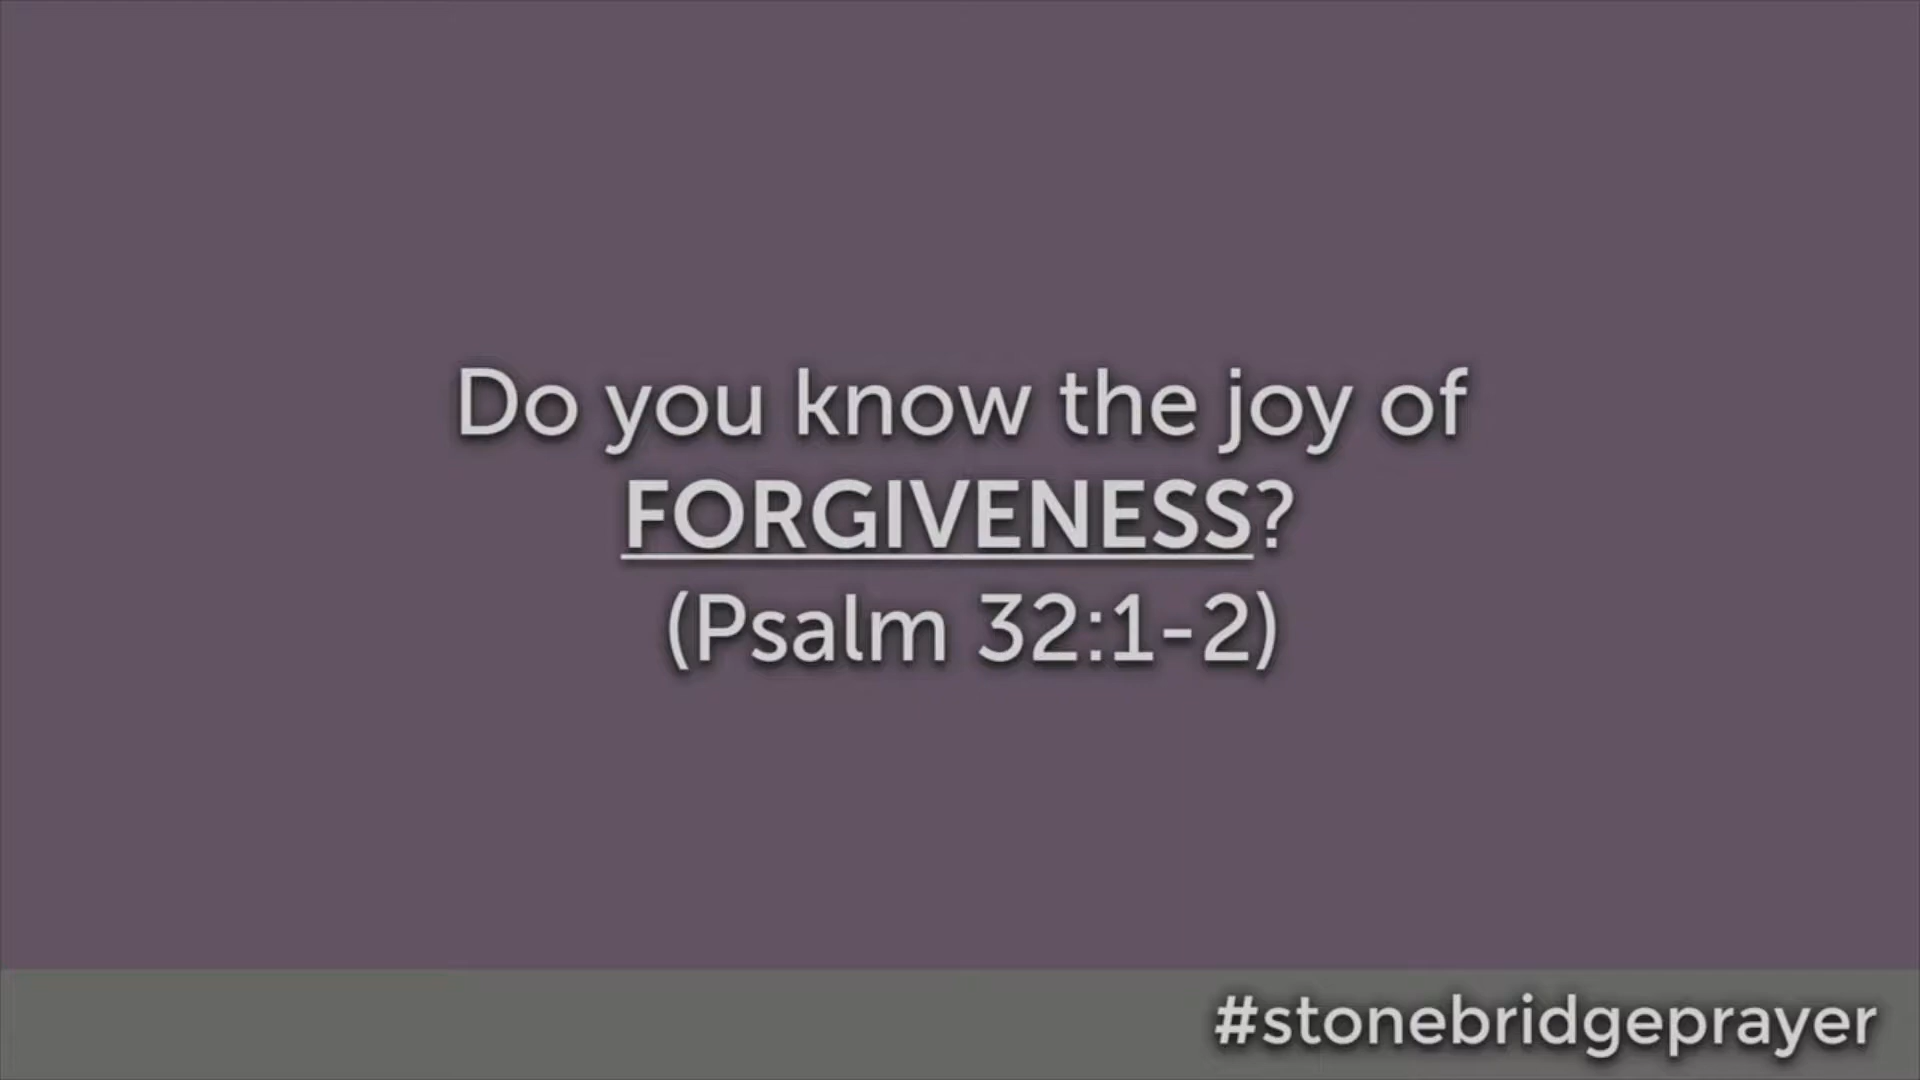 Do you know the joy of
FORGIVENESS?
(Psalm 32:1-2)
#stonebridgeprayer